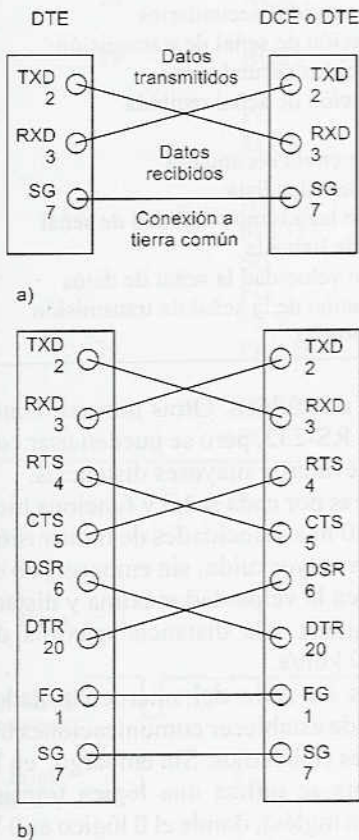 DTE
DCE o DTE
TXD
2
Datos
transmitidos
TXD
2
RXD
3
RXD
3
Datos
recibidos
SG
7
SG
7
Conexión a
tierra común
a)
TXD
2
TXD
2
RXD
3
RXD
3
RTS
4
RTS
4
CTS
5
CTS
5
DSR
6
DSR
6
DTR
20
DTR
20
FG
1
FG
1
SG
7
SG
7
b)